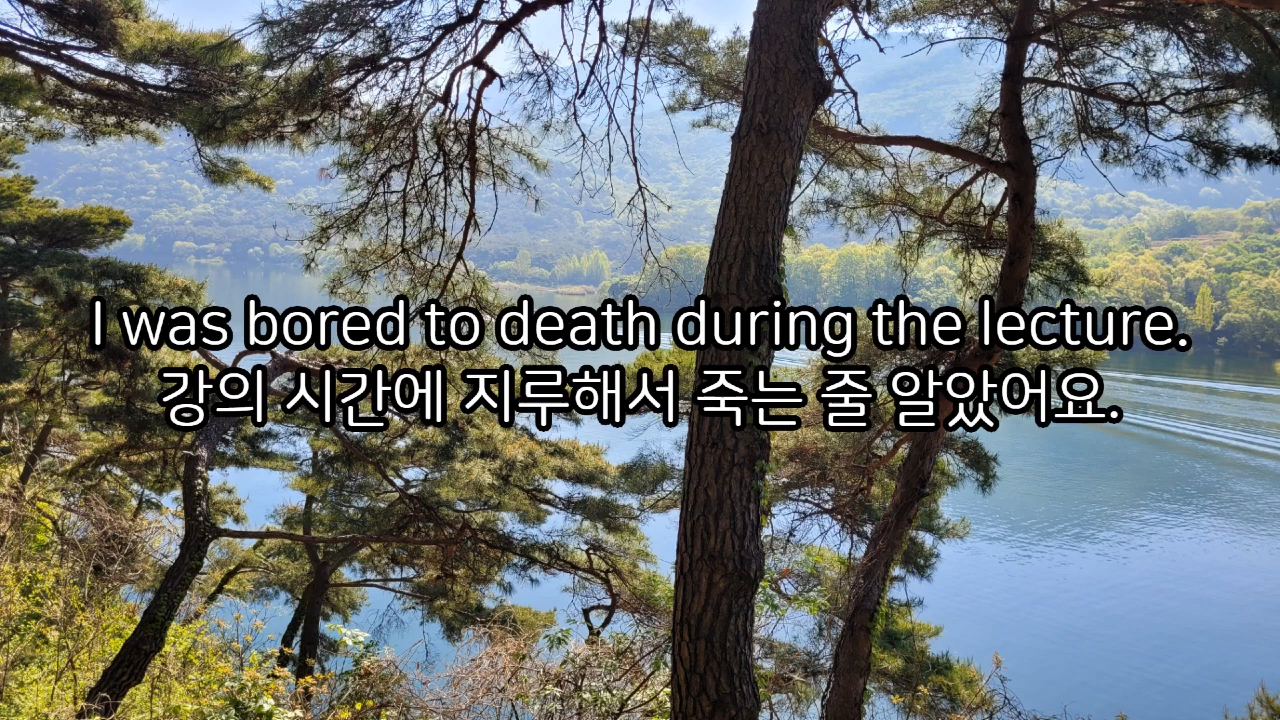 I was bored to death during the lecture.
강의 시간에 지루해서 죽는 줄 알았어요.